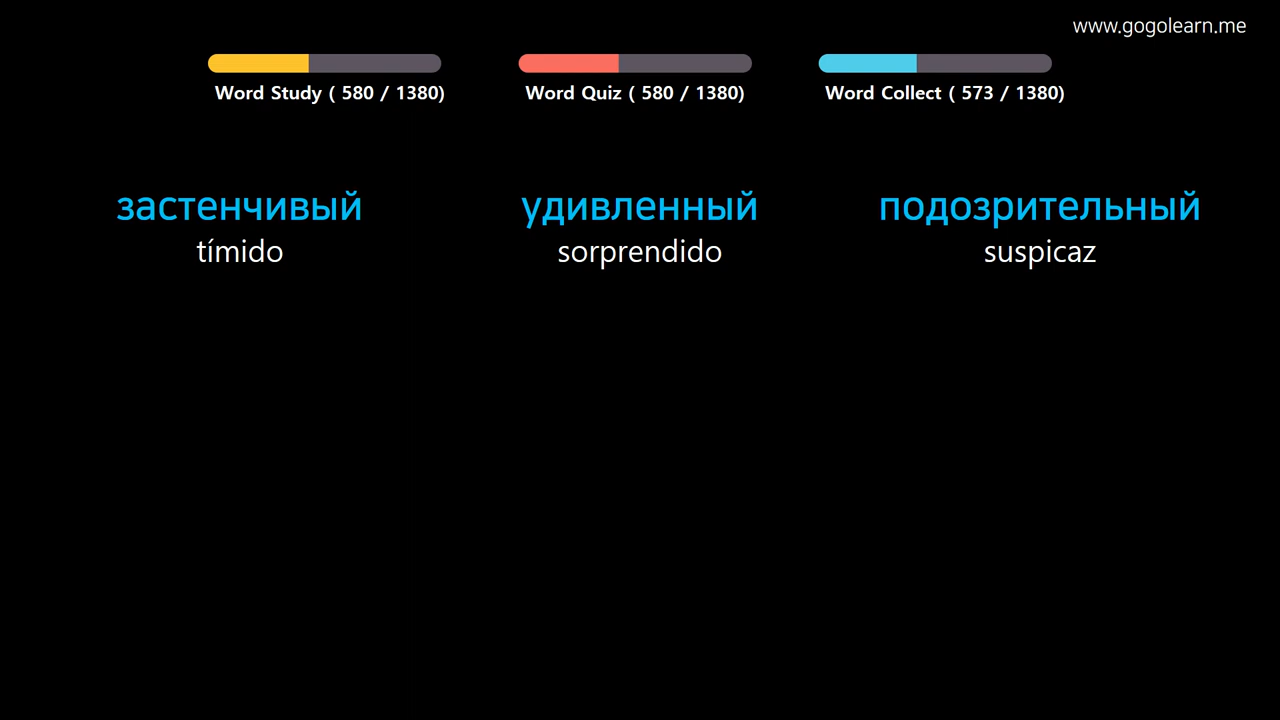 www.gogolearn.me
Word Study ( 580 / 1380)
Word Quiz ( 580 / 1380)
Word Collect ( 573 / 1380)
застенчивый
tímido
удивленный
sorprendido
подозрительный
suspicaz